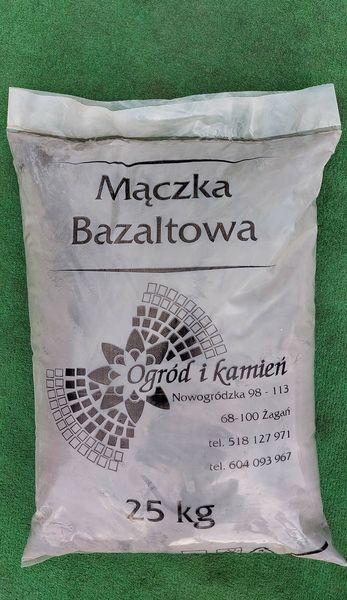 Mączka
Bazaltowa
Ogród i kamień
Nowogródzka 98 - 113
68-100 Żagań
tel. 518 127 971
tel. 604 093 967
25 kg